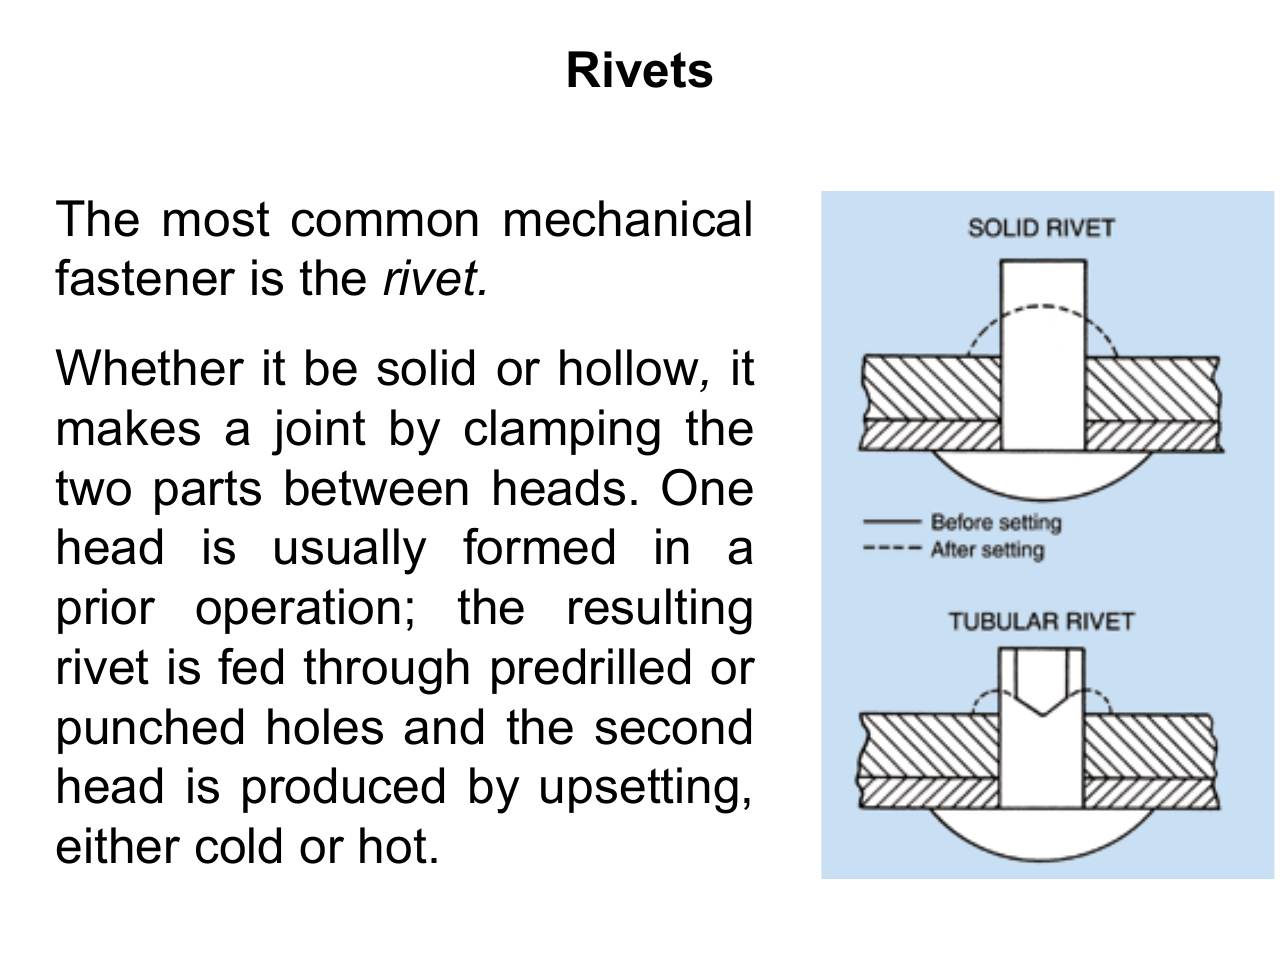 Rivets
The most common mechanical
fastener is the rivet.
Whether it be solid or hollow, it
makes a joint by clamping the
two parts between heads. One
head is usually formed in a
prior operation; the resulting
rivet is fed through predrilled or
punched holes and the second
head is produced by upsetting,
either cold or hot.
SOLID RIVET
Before setting
After setting
TUBULAR RIVET